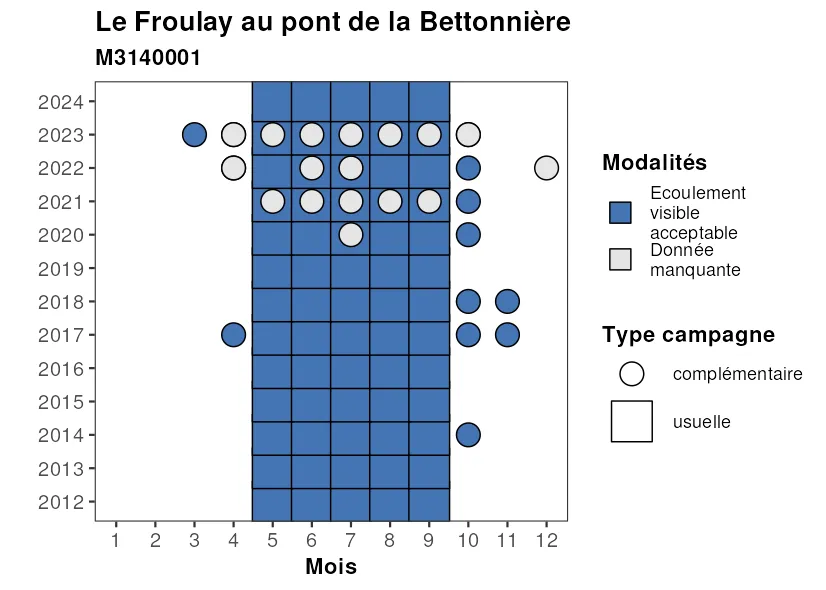 Le Froulay au pont de la Bettonnière
M3140001
2024
2023
2022
2021
2020
2019
2018
2017
2016
2015
2014
2013
2012
1 2 3 4 5 6 7 8 9 10 11 12
Mois
Modalités
Ecoulement
visible
acceptable
Donnée
manquante
Type campagne
complémentaire
usuelle